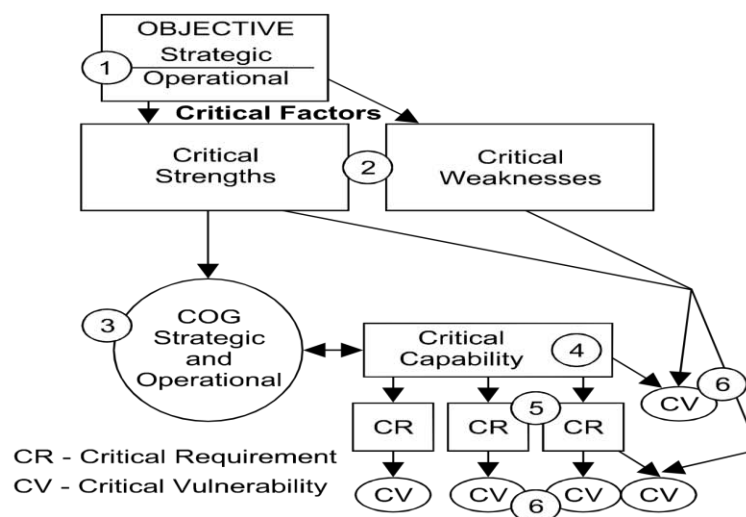 OBJECTIVE
Strategic
1
Operational
Critical Factors
Critical
Strengths
2
Critical
Weaknesses
3
COG
Strategic
and
Operational
Critical
Capability
4
6
CV
5
CR
CR
CR
CR - Critical Requirement
CV - Critical Vulnerability
CV
CV
6
CV
CV